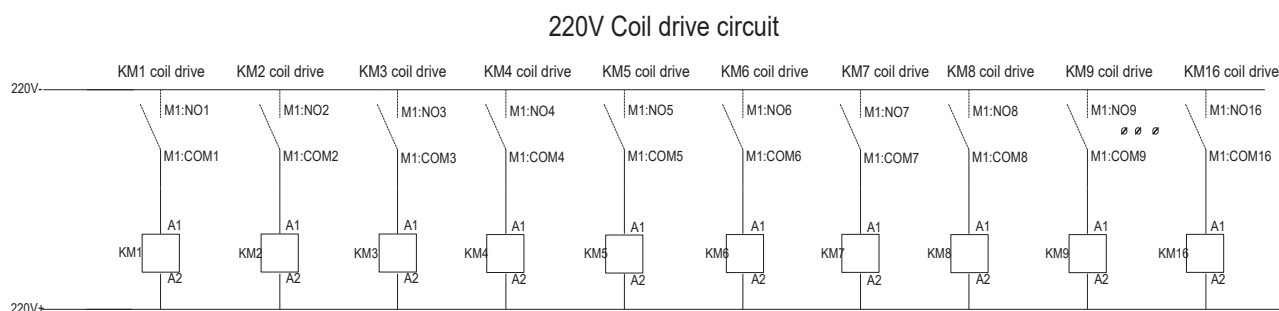 220V Coil drive circuit
KM1 coil drive KM2 coil drive KM3 coil drive KM4 coil drive KM5 coil drive KM6 coil drive KM7 coil drive KM8 coil drive KM9 coil drive KM16 coil drive
220V-
M1:NO1 M1:NO2 M1:NO3 M1:NO4 M1:NO5 M1:NO6 M1:NO7 M1:NO8 M1:NO9 M1:NO16
M1:COM1 M1:COM2 M1:COM3 M1:COM4 M1:COM5 M1:COM6 M1:COM7 M1:COM8 M1:COM9 M1:COM16
A1 A1 A1 A1 A1 A1 A1 A1 A1 A1
KM1 KM2 KM3 KM4 KM5 KM6 KM7 KM8 KM9 KM16
A2 A2 A2 A2 A2 A2 A2 A2 A2 A2
220V+